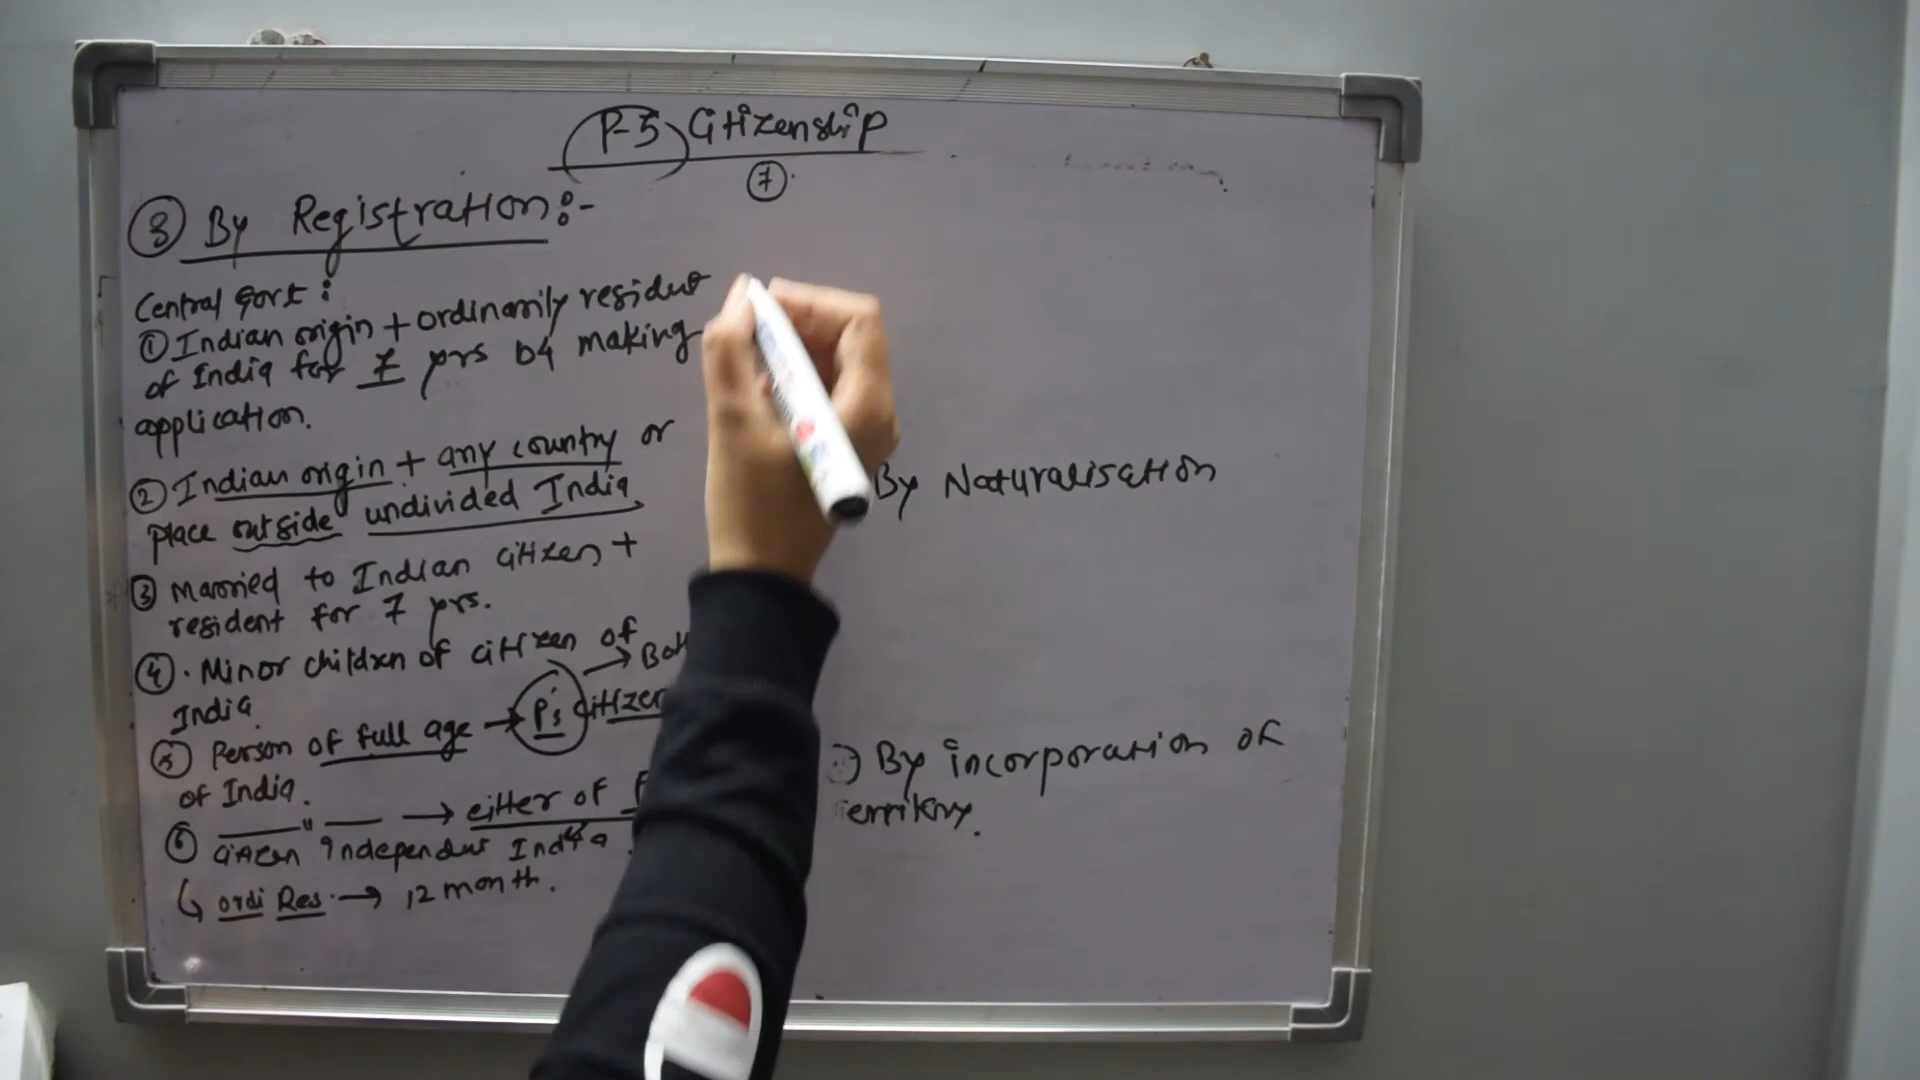 P-5 Citizenship
7
3 By Registration:-
Central Govt:
1 Indian origin + ordinarily resident
of India for 7 yrs b4 making
application.
2 Indian origin + any country or
place outside undivided India
3 Married to Indian citizen +
resident for 7 yrs.
4. Minor children of citizen of
India.
5 Person of full age → P's citizen
of India.
6 " → either of
citizen independent India.
ordi Res. → 12 month.
By Naturalisation
By incorporation of
Territory.